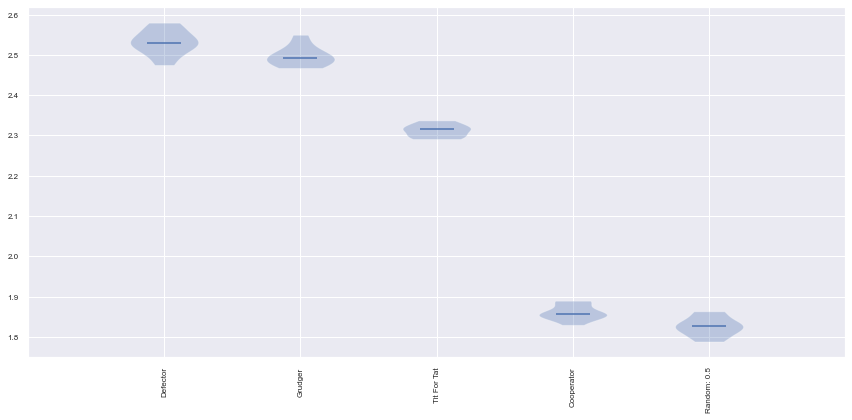 2.6
2.5
2.4
2.3
2.2
2.1
2.0
1.9
1.8
Defector
Grudger
Tit For Tat
Cooperator
Random: 0.5